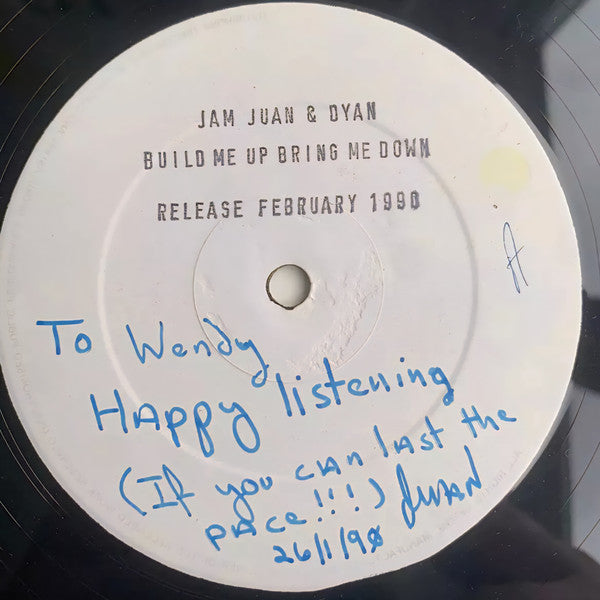 JAM JUAN & DYAN
BUILD ME UP BRING ME DOWN
RELEASE FEBRUARY 1990
A
To Wendy
HAppy listening
(If you can last the
pAce!!!) JUAN
26/1/90